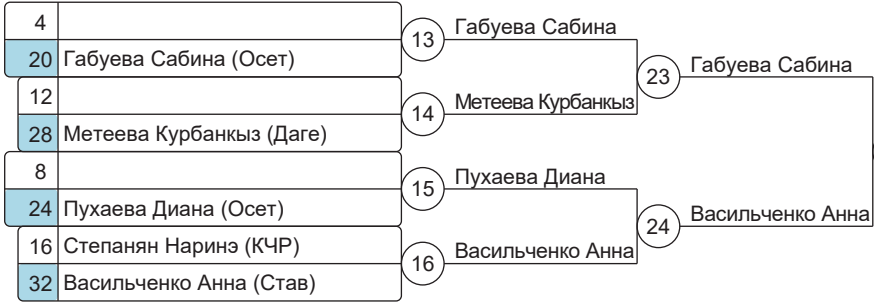 4
20 Габуева Сабина (Осет)
12
28 Метеева Курбанкыз (Даге)
8
24 Пухаева Диана (Осет)
16 Степанян Наринэ (КЧР)
32 Васильченко Анна (Став)
13 Габуева Сабина
14 Метеева Курбанкыз
15 Пухаева Диана
16 Васильченко Анна
23 Габуева Сабина
24 Васильченко Анна